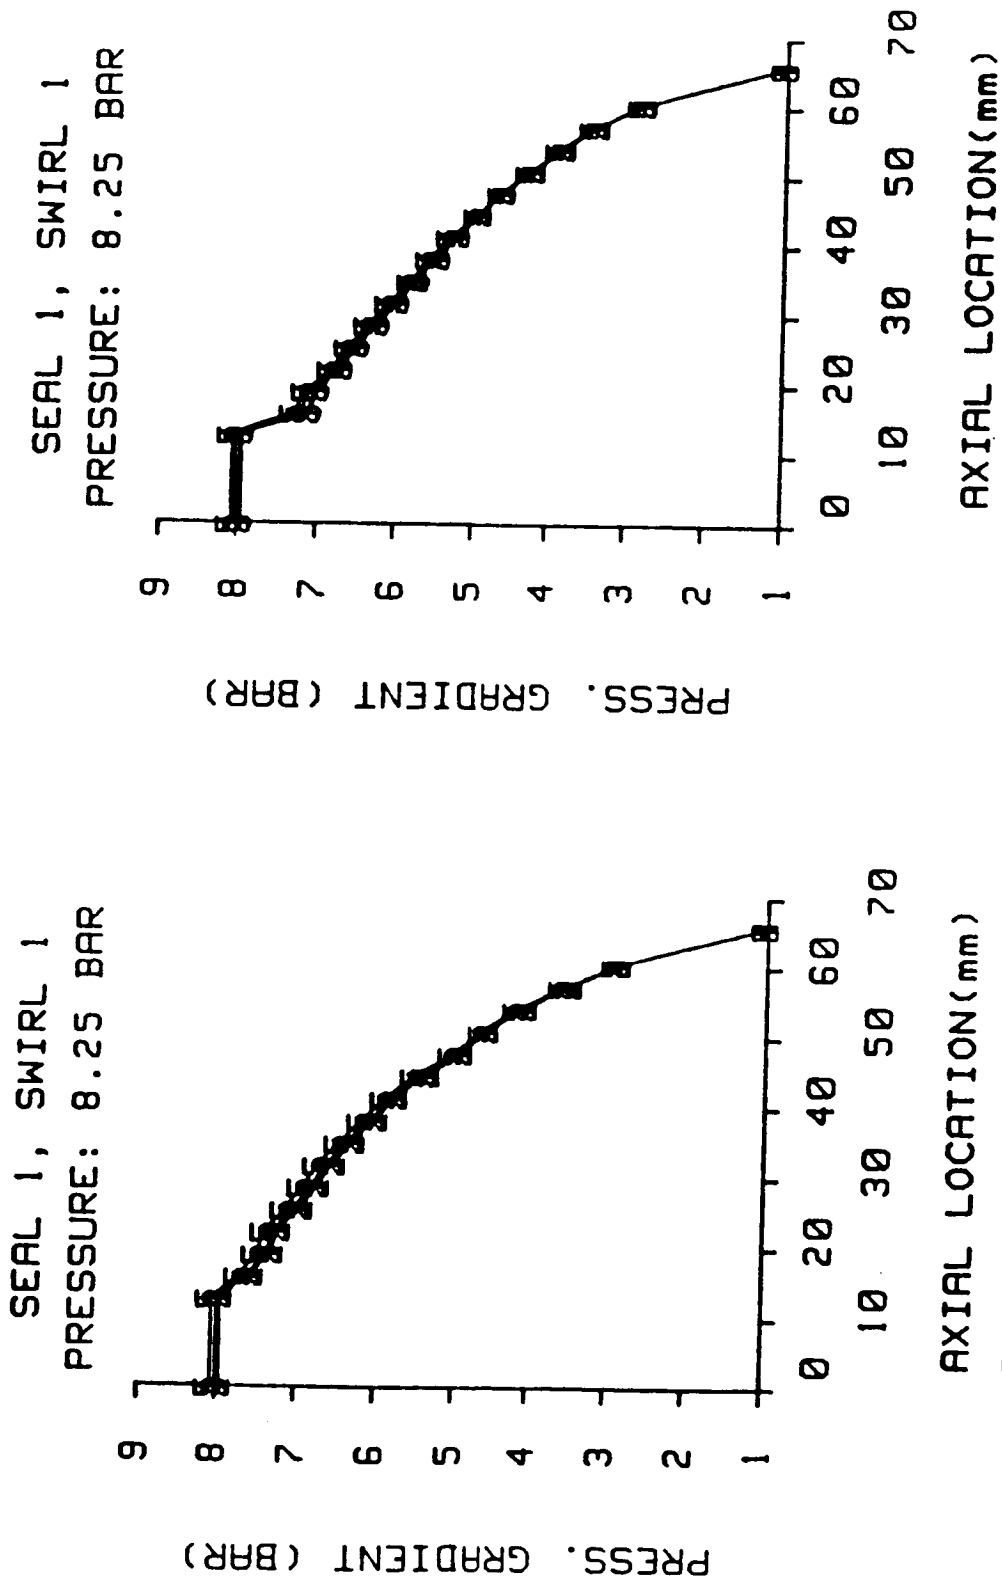 SEAL 1, SWIRL 1
PRESSURE: 8.25 BAR
PRESS. GRADIENT (BAR)
9
8
7
6
5
4
3
2
1
0 20 40 60
10 30 50 70
AXIAL LOCATION(mm)
SEAL 1, SWIRL 1
PRESSURE: 8.25 BAR
PRESS. GRADIENT (BAR)
9
8
7
6
5
4
3
2
1
0 20 40 60
10 30 50 70
AXIAL LOCATION(mm)